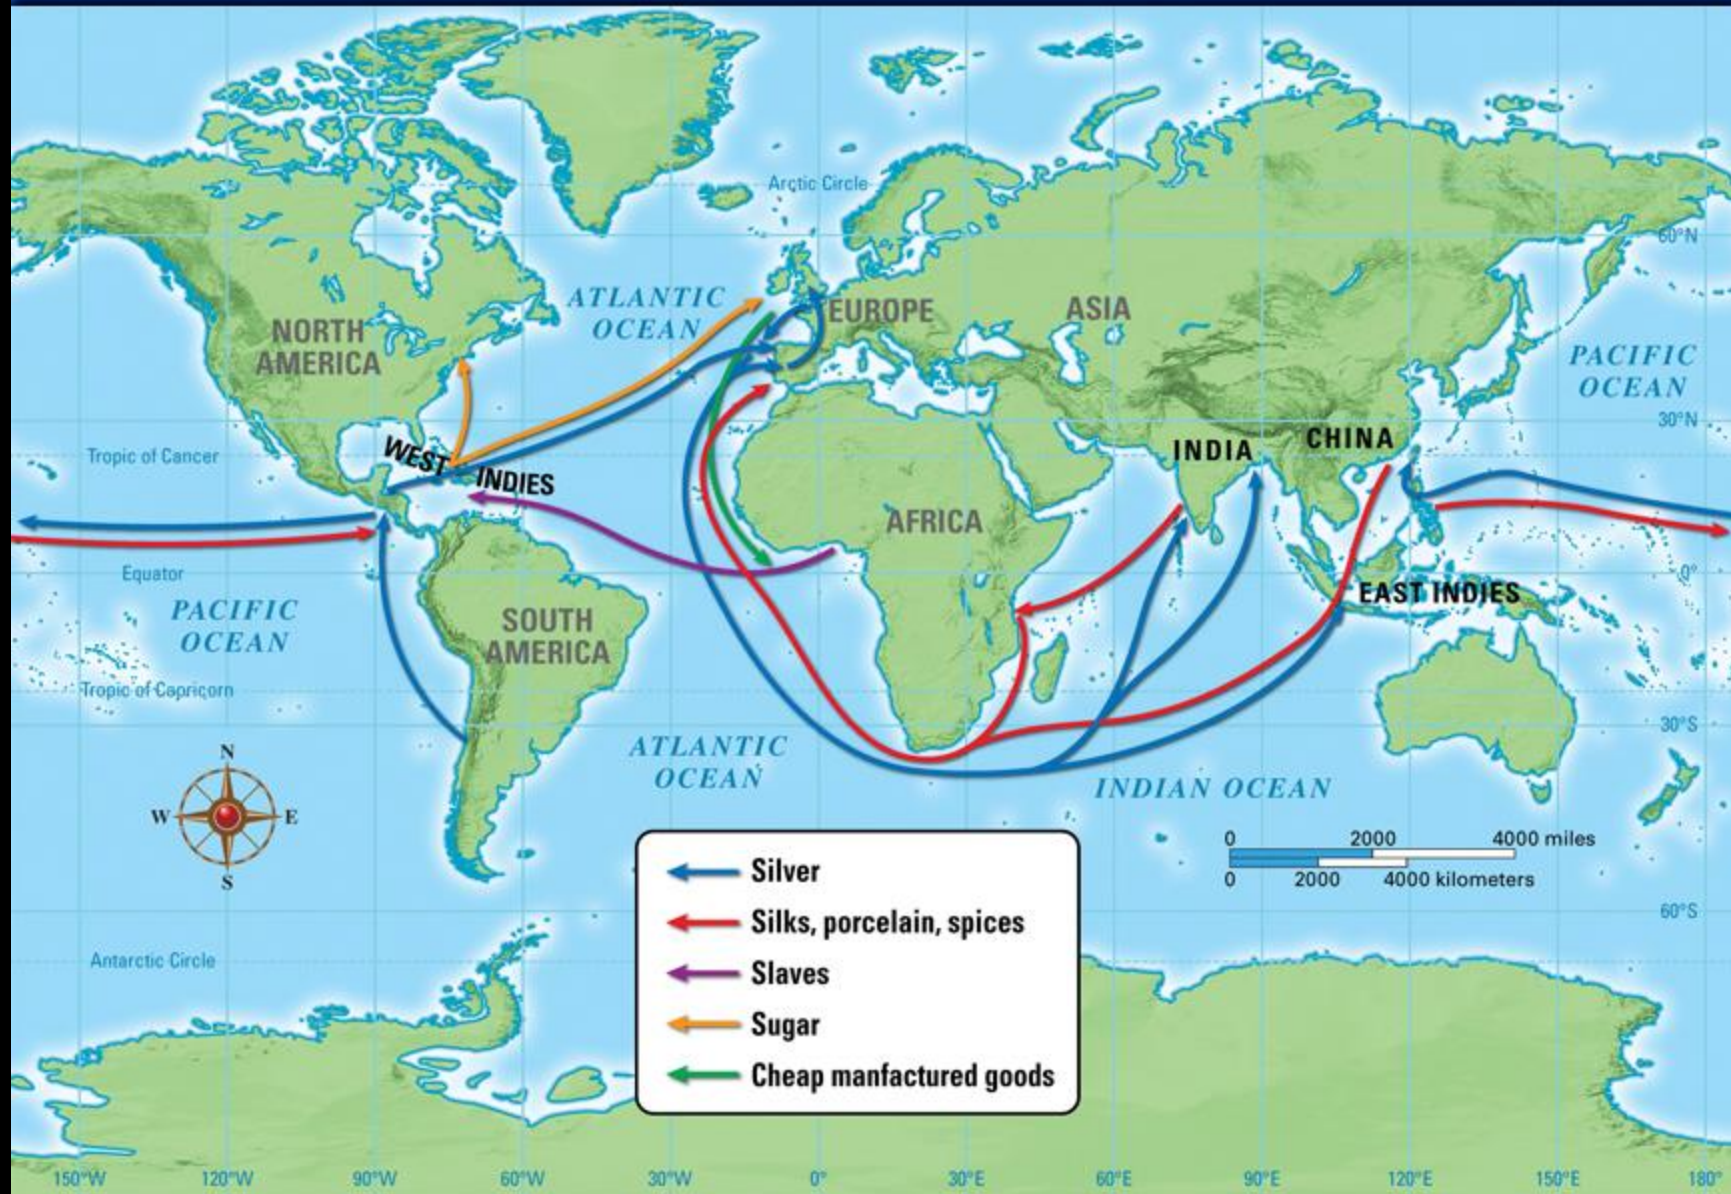 Arctic Circle
60°N
ATLANTIC
OCEAN
EUROPE
ASIA
NORTH
AMERICA
PACIFIC
OCEAN
30°N
Tropic of Cancer
WEST
INDIES
INDIA
CHINA
AFRICA
Equator
0°
EAST INDIES
PACIFIC
OCEAN
SOUTH
AMERICA
Tropic of Capricorn
30°S
ATLANTIC
OCEAN
INDIAN OCEAN
N
W
E
S
0 2000 4000 miles
0 2000 4000 kilometers
Silver
Silks, porcelain, spices
Slaves
Sugar
Cheap manfactured goods
60°S
Antarctic Circle
150°W 120°W 90°W 60°W 30°W 0° 30°E 60°E 90°E 120°E 150°E 180°